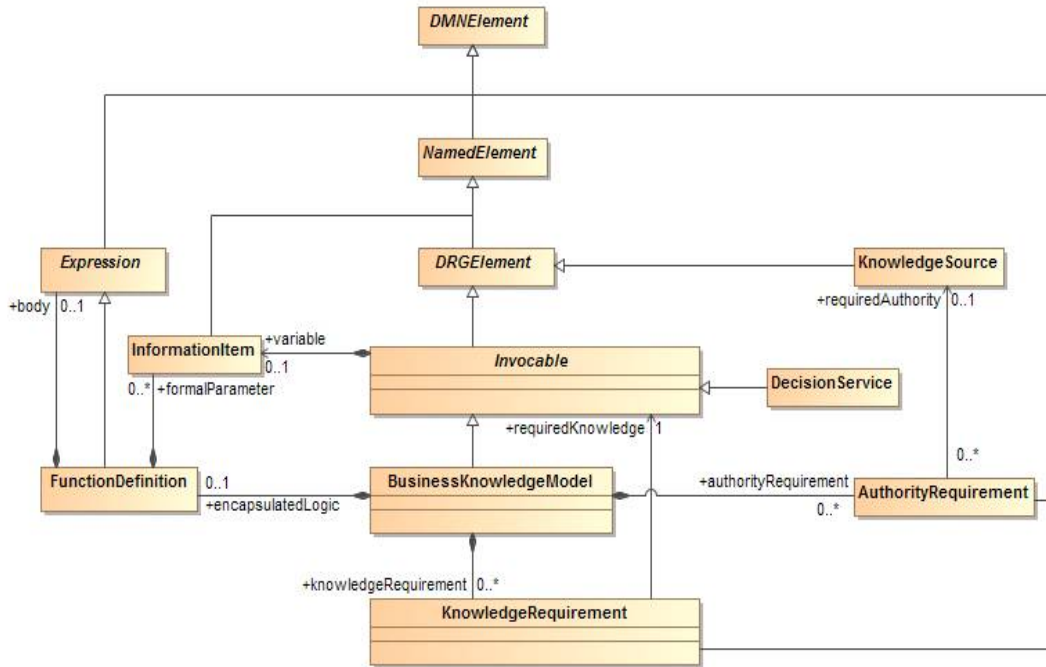 DMNElement
NamedElement
Expression
DRGElement
KnowledgeSource
+body 0..1
+requiredAuthority 0..1
InformationItem
+variable
0..1
Invocable
0..* +formalParameter
DecisionService
+requiredKnowledge 1
FunctionDefinition
0..1
+encapsulatedLogic
BusinessKnowledgeModel
+authorityRequirement
0..*
0..*
AuthorityRequirement
+knowledgeRequirement 0..*
KnowledgeRequirement